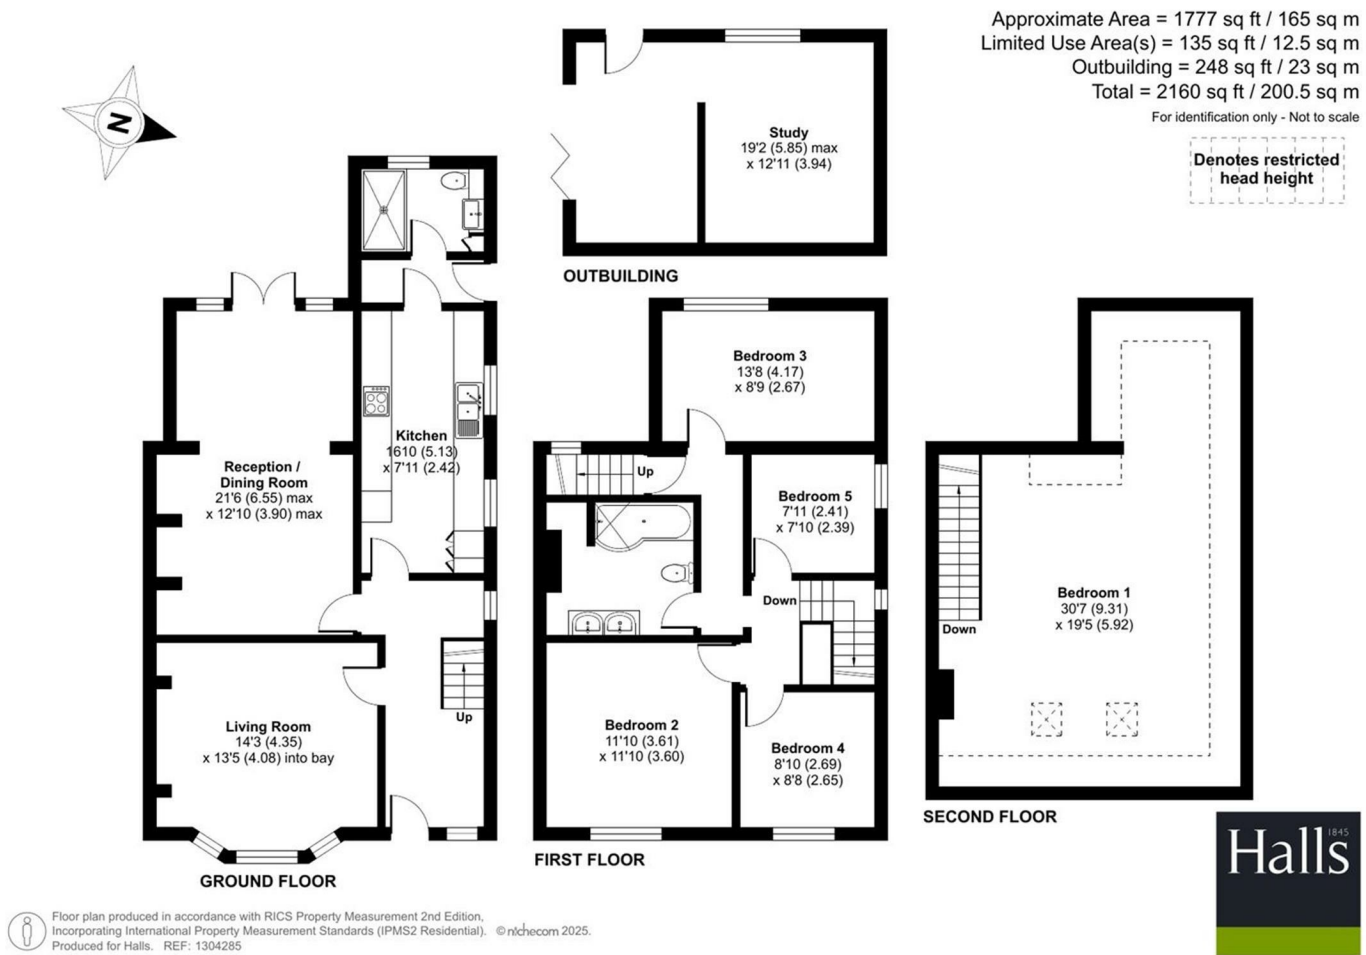 Approximate Area = 1777 sq ft / 165 sq m
Limited Use Area(s) = 135 sq ft / 12.5 sq m
Outbuilding = 248 sq ft / 23 sq m
Total = 2160 sq ft / 200.5 sq m
For identification only - Not to scale
Denotes restricted
head height
N
Study
19'2 (5.85) max
x 12'11 (3.94)
OUTBUILDING
Kitchen
1610 (5.13)
x 7'11 (2.42)
Reception /
Dining Room
21'6 (6.55) max
x 12'10 (3.90) max
Living Room
14'3 (4.35)
x 13'5 (4.08) into bay
Up
GROUND FLOOR
Bedroom 3
13'8 (4.17)
x 8'9 (2.67)
Up
Bedroom 5
7'11 (2.41)
x 7'10 (2.39)
Down
Bedroom 2
11'10 (3.61)
x 11'10 (3.60)
Bedroom 4
8'10 (2.69)
x 8'8 (2.65)
FIRST FLOOR
Bedroom 1
30'7 (9.31)
x 19'5 (5.92)
Down
SECOND FLOOR
Halls
1845
Floor plan produced in accordance with RICS Property Measurement 2nd Edition,
Incorporating International Property Measurement Standards (IPMS2 Residential). © nichecom 2025.
Produced for Halls. REF: 1304285